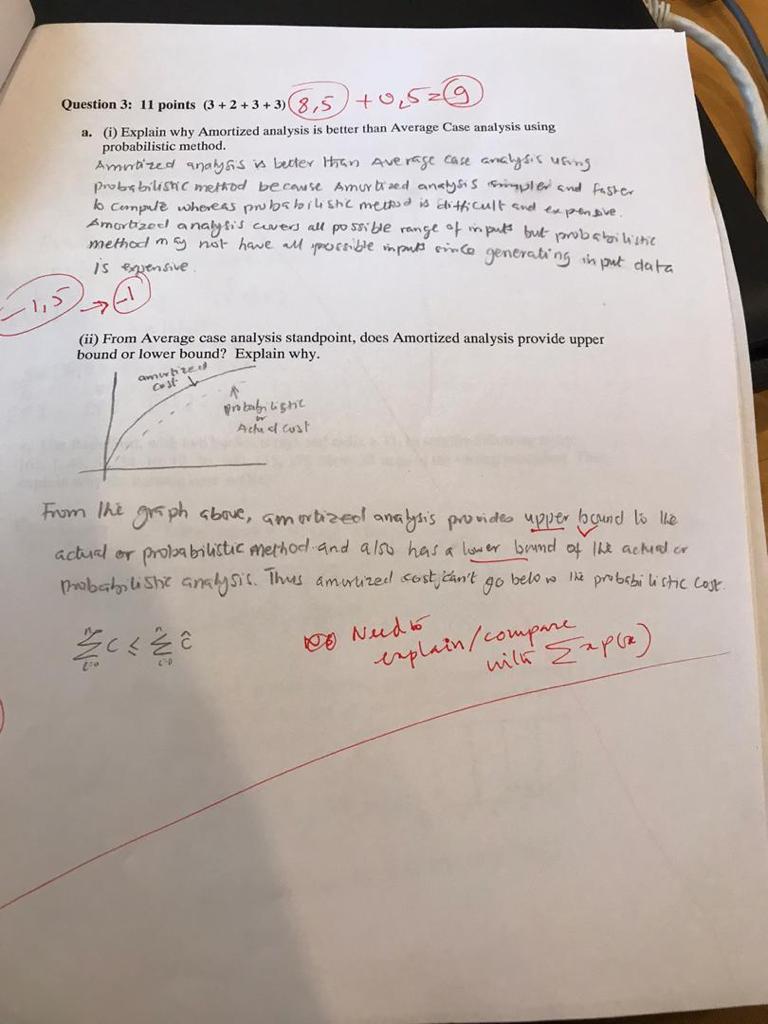 Question 3: 11 points (3 + 2 + 3 + 3) 8,5 + 0,5 = 9
a. (i) Explain why Amortized analysis is better than Average Case analysis using
probabilistic method.
Amortized analysis is better than average case analysis using
probabilistic method because Amortized analysis simpler and faster
to compute whereas probabilistic method is difficult and expensive.
Amortized analysis covers all possible range of inputs but probabilistic
method may not have all possible inputs since generating input data
is expensive.
-1,5 → -1
(ii) From Average case analysis standpoint, does Amortized analysis provide upper
bound or lower bound? Explain why.
amortized
cost
probabilistic
or
Actual cost
From the graph above, amortized analysis provides upper bound to the
actual or probabilistic method and also has a lower bound of the actual or
probabilistic analysis. Thus amortized cost can't go below the probabilistic cost.
∑ C ≤ ∑ ĉ
Need to
explain/compare
with ∑ x p(x)